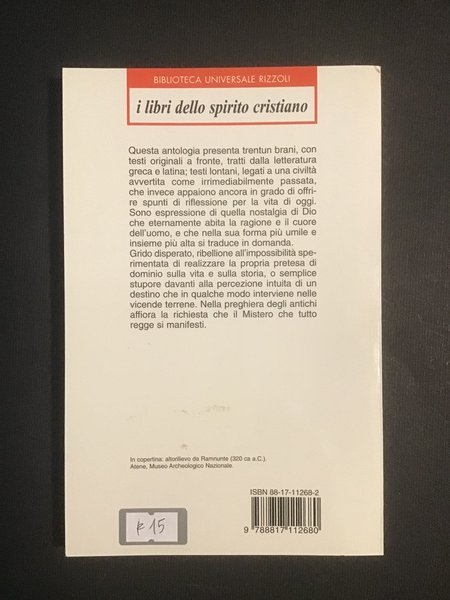 BIBLIOTECA UNIVERSALE RIZZOLI
i libri dello spirito cristiano
Questa antologia presenta trentun brani, con
testi originali a fronte, tratti dalla letteratura
greca e latina; testi lontani, legati a una civiltà
avvertita come irrimediabilmente passata,
che invece appaiono ancora in grado di offri-
re spunti di riflessione per la vita di oggi.
Sono espressione di quella nostalgia di Dio
che eternamente abita la ragione e il cuore
dell'uomo, e che nella sua forma più umile e
insieme più alta si traduce in domanda.
Grido disperato, ribellione all'impossibilità spe-
rimentata di realizzare la propria pretesa di
dominio sulla vita e sulla storia, o semplice
stupore davanti alla percezione intuita di un
destino che in qualche modo interviene nelle
vicende terrene. Nella preghiera degli antichi
affiora la richiesta che il Mistero che tutto
regge si manifesti.
In copertina: altorilievo da Ramnunte (320 ca a.C.).
Atene, Museo Archeologico Nazionale.
ISBN 88-17-11268-2
9 788817 112680
15